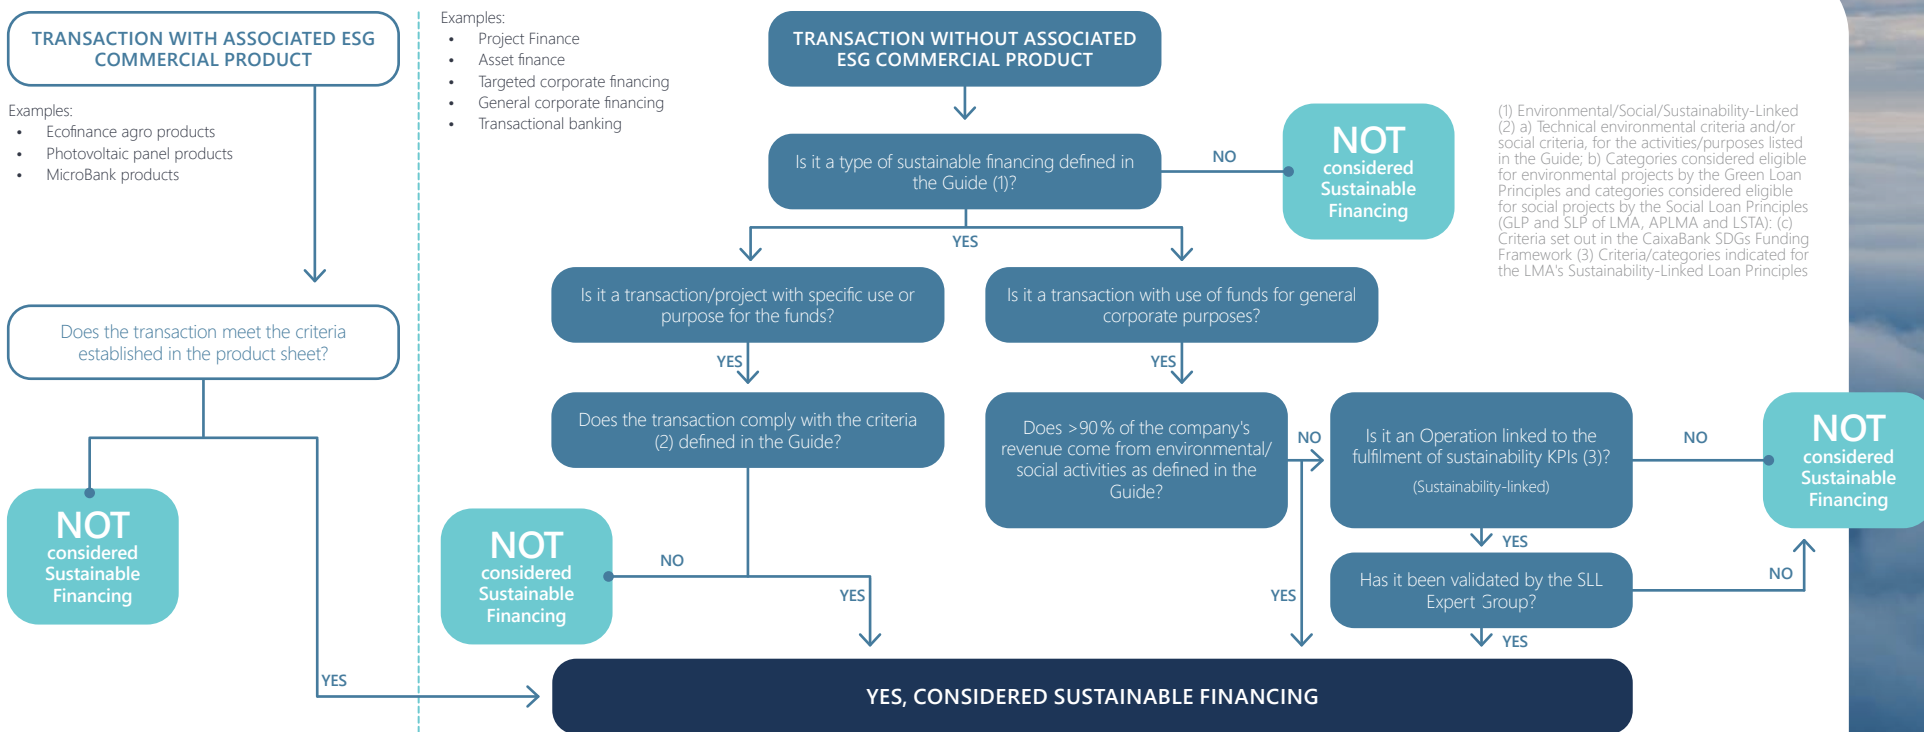 TRANSACTION WITH ASSOCIATED ESG
COMMERCIAL PRODUCT
Examples:
• Ecofinance agro products
• Photovoltaic panel products
• MicroBank products
Does the transaction meet the criteria
established in the product sheet?
NOT
considered
Sustainable
Financing
YES
Examples:
• Project Finance
• Asset finance
• Targeted corporate financing
• General corporate financing
• Transactional banking
TRANSACTION WITHOUT ASSOCIATED
ESG COMMERCIAL PRODUCT
Is it a type of sustainable financing defined in
the Guide (1)?
NO
NOT
considered
Sustainable
Financing
(1) Environmental/Social/Sustainability-Linked
(2) a) Technical environmental criteria and/or
social criteria, for the activities/purposes listed
in the Guide; b) Categories considered eligible
for environmental projects by the Green Loan
Principles and categories considered eligible
for social projects by the Social Loan Principles
(GLP and SLP of LMA, APLMA and LSTA): (c)
Criteria set out in the CaixaBank SDGs Funding
Framework (3) Criteria/categories indicated for
the LMA's Sustainability-Linked Loan Principles
YES
Is it a transaction/project with specific use or
purpose for the funds?
Is it a transaction with use of funds for general
corporate purposes?
YES
YES
Does the transaction comply with the criteria
(2) defined in the Guide?
Does >90% of the company's
revenue come from environmental/
social activities as defined in the
Guide?
NO
Is it an Operation linked to the
fulfilment of sustainability KPIs (3)?
(Sustainability-linked)
NO
NOT
considered
Sustainable
Financing
NOT
considered
Sustainable
Financing
NO
YES
YES
YES
Has it been validated by the SLL
Expert Group?
NO
YES
YES, CONSIDERED SUSTAINABLE FINANCING